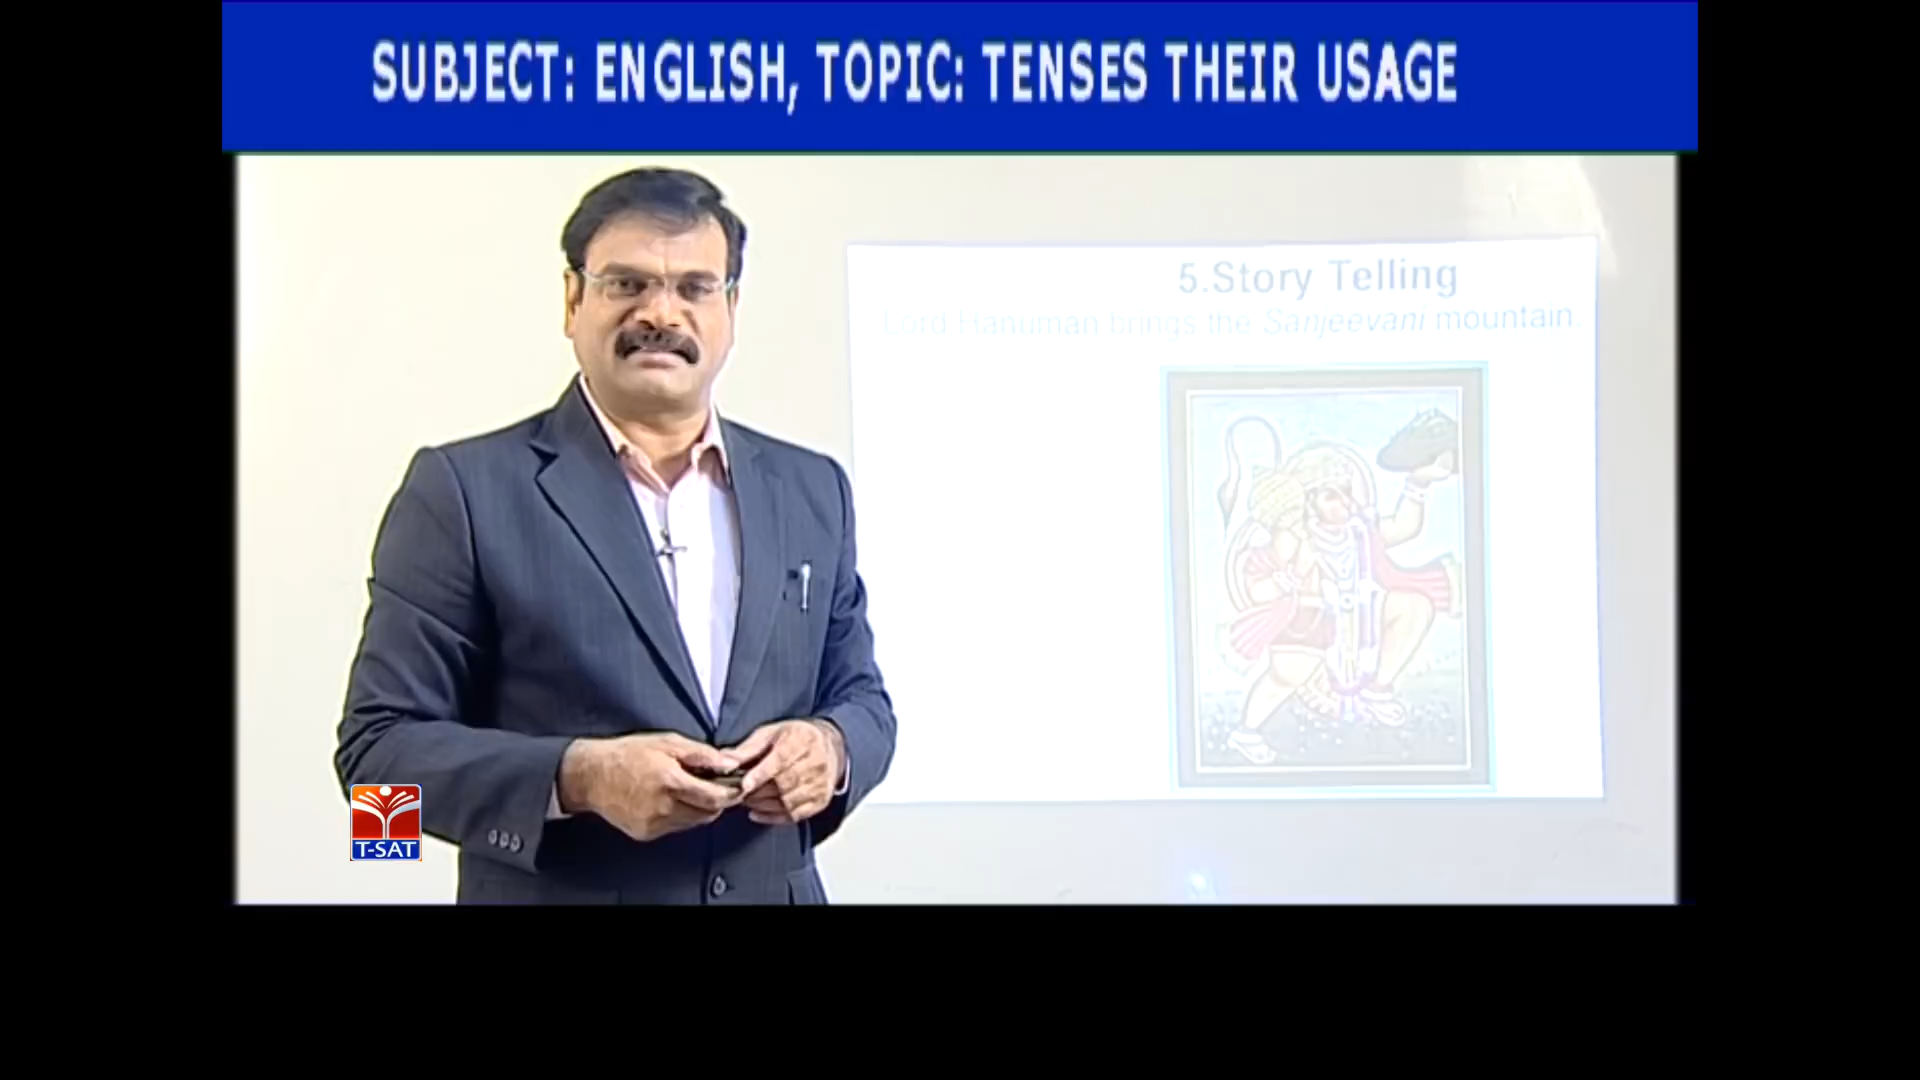 SUBJECT: ENGLISH, TOPIC: TENSES THEIR USAGE
5.Story Telling
Lord Hanuman brings the Sanjeevani mountain.
T-SAT